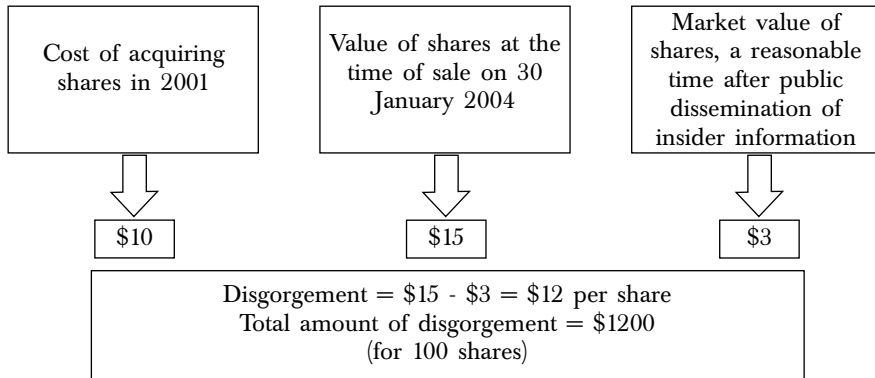 Cost of acquiring
shares in 2001
Value of shares at the
time of sale on 30
January 2004
Market value of
shares, a reasonable
time after public
dissemination of
insider information
$10
$15
$3
Disgorgement = $15 - $3 = $12 per share
Total amount of disgorgement = $1200
(for 100 shares)